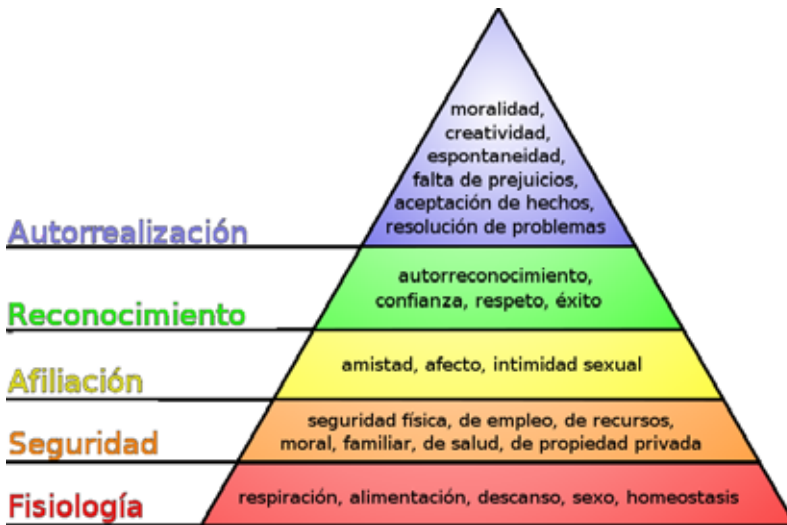 moralidad,
creatividad,
espontaneidad,
falta de prejuicios,
aceptación de hechos,
resolución de problemas
Autorrealización
autorreconocimiento,
confianza, respeto, éxito
Reconocimiento
amistad, afecto, intimidad sexual
Afiliación
seguridad física, de empleo, de recursos,
moral, familiar, de salud, de propiedad privada
Seguridad
respiración, alimentación, descanso, sexo, homeostasis
Fisiología